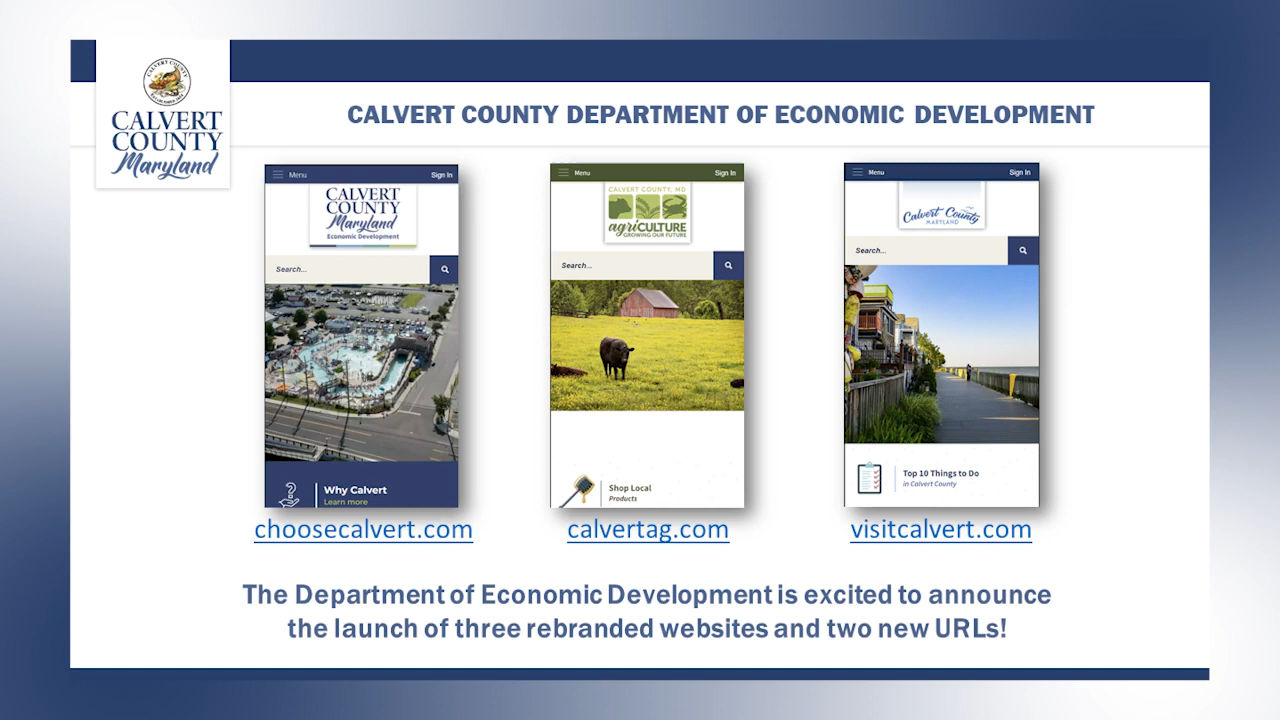 CALVERT COUNTY
ESTABLISHED 1654
CALVERT
COUNTY
Maryland
CALVERT COUNTY DEPARTMENT OF ECONOMIC DEVELOPMENT
Menu Sign In
CALVERT
COUNTY
Maryland
Economic Development
Search...
Why Calvert
Learn more
choosecalvert.com
Menu Sign In
CALVERT COUNTY, MD
agriCULTURE
GROWING OUR FUTURE
Search...
Shop Local
Products
calvertag.com
Menu Sign In
Calvert County
MARYLAND
Search...
Top 10 Things to Do
in Calvert County
visitcalvert.com
The Department of Economic Development is excited to announce
the launch of three rebranded websites and two new URLs!